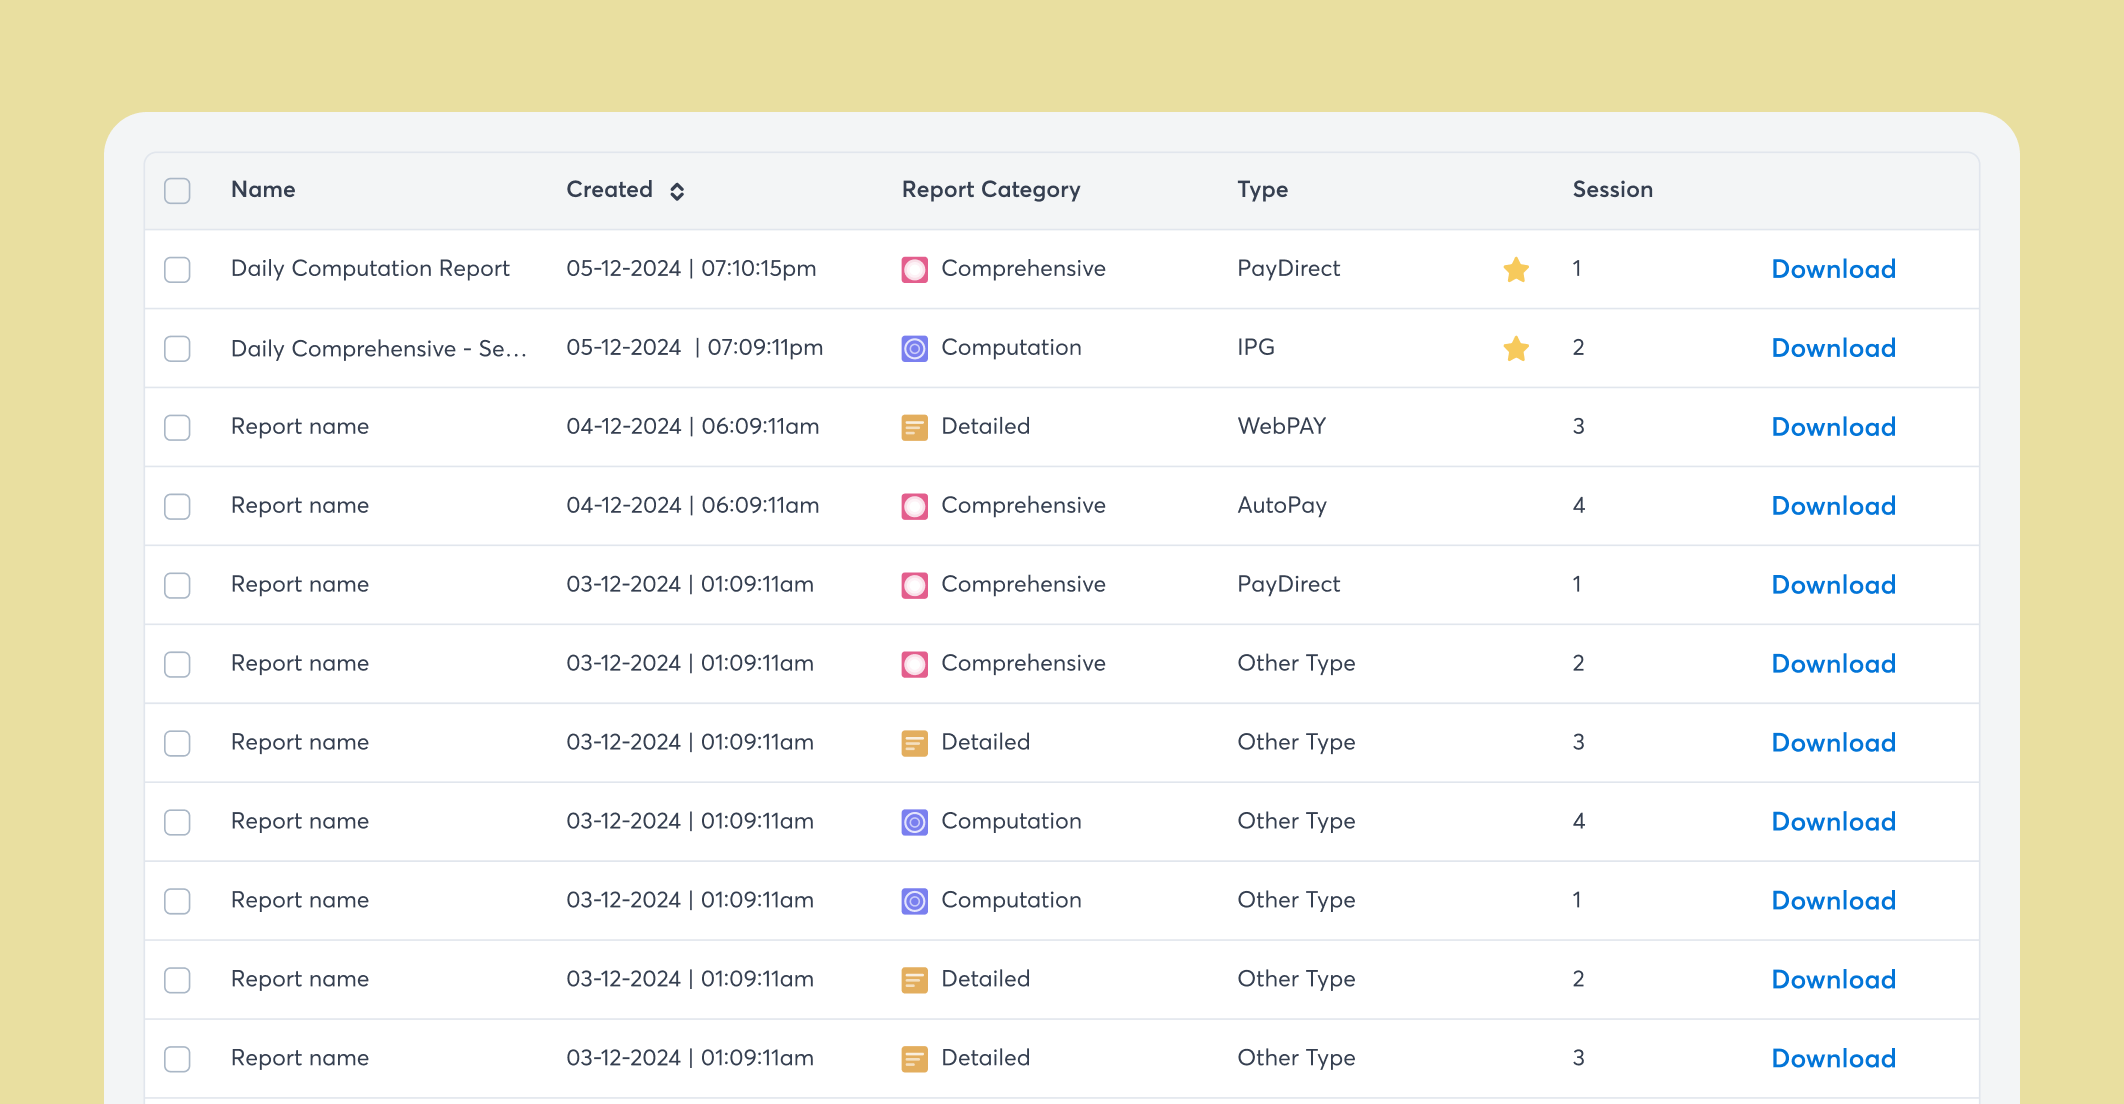 Name Created Report Category Type Session
Daily Computation Report 05-12-2024 | 07:10:15pm Comprehensive PayDirect 1 Download
Daily Comprehensive - Se... 05-12-2024 | 07:09:11pm Computation IPG 2 Download
Report name 04-12-2024 | 06:09:11am Detailed WebPAY 3 Download
Report name 04-12-2024 | 06:09:11am Comprehensive AutoPay 4 Download
Report name 03-12-2024 | 01:09:11am Comprehensive PayDirect 1 Download
Report name 03-12-2024 | 01:09:11am Comprehensive Other Type 2 Download
Report name 03-12-2024 | 01:09:11am Detailed Other Type 3 Download
Report name 03-12-2024 | 01:09:11am Computation Other Type 4 Download
Report name 03-12-2024 | 01:09:11am Computation Other Type 1 Download
Report name 03-12-2024 | 01:09:11am Detailed Other Type 2 Download
Report name 03-12-2024 | 01:09:11am Detailed Other Type 3 Download